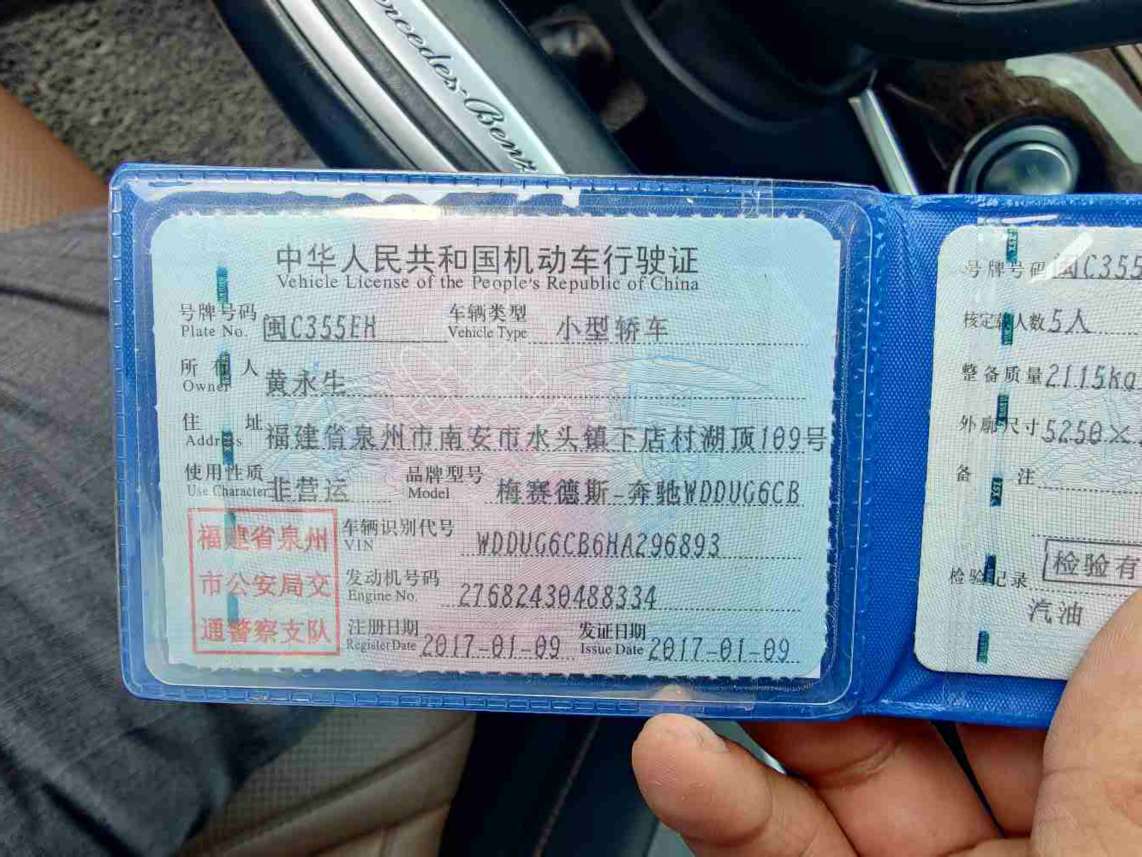 Mercedes-Benz
中华人民共和国机动车行驶证
Vehicle License of the People's Republic of China
号牌号码 闽C355EH 车辆类型 小型轿车
Plate No. Vehicle Type
所有人 黄永生
Owner
住址 福建省泉州市南安市水头镇下店村湖顶109号
Address
使用性质 非营运 品牌型号 梅赛德斯-奔驰WDDUG6CB
Use Character Model
福建省泉州
市公安局交
通警察支队
车辆识别代号 WDDUG6CB6HA296893
VIN
发动机号码 27682430488334
Engine No.
注册日期 2017-01-09 发证日期 2017-01-09
Register Date Issue Date
号牌号码 闽C355
核定载人数 5人
整备质量 2115kg
外廓尺寸 5250×
备注
检验记录 检验有
汽油